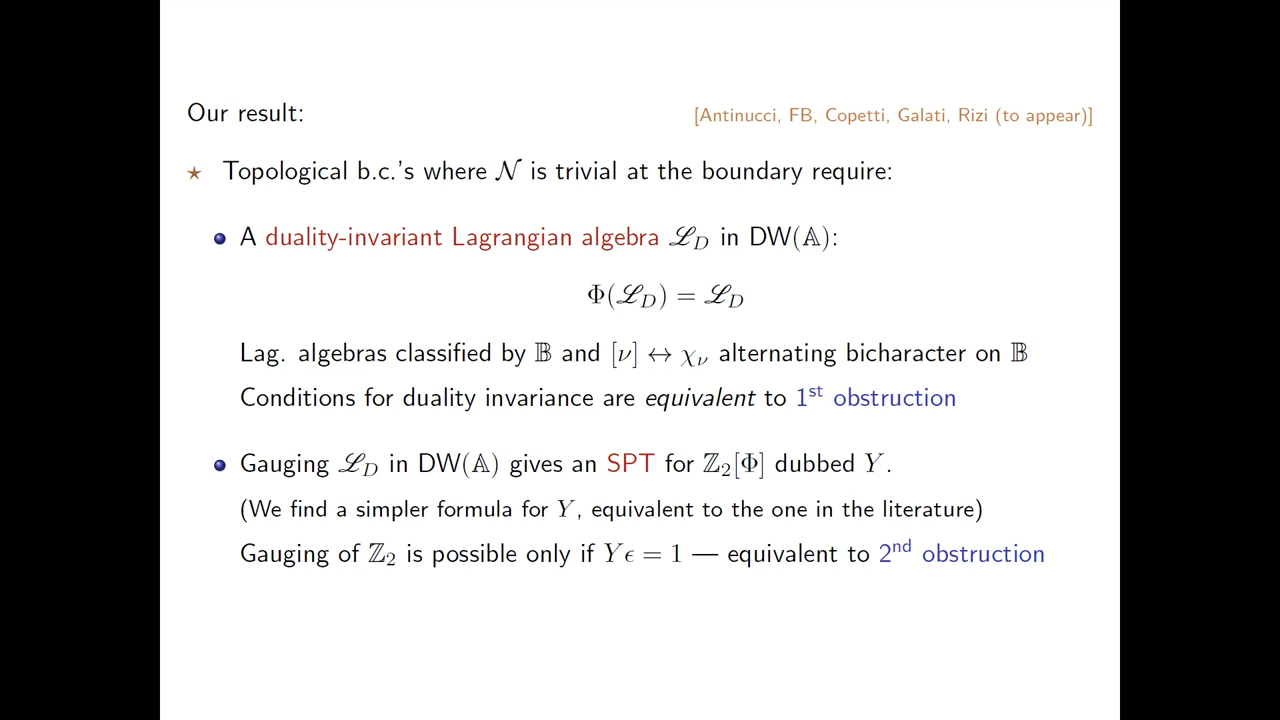 Our result: [Antinucci, FB, Copetti, Galati, Rizi (to appear)]
⋆ Topological b.c.'s where 𝒩 is trivial at the boundary require:
• A duality-invariant Lagrangian algebra ℒ_D in DW(𝔸):
Φ(ℒ_D) = ℒ_D
Lag. algebras classified by 𝔹 and [ν] ↔ χ_ν alternating bicharacter on 𝔹
Conditions for duality invariance are equivalent to 1st obstruction
• Gauging ℒ_D in DW(𝔸) gives an SPT for ℤ₂[Φ] dubbed Y.
(We find a simpler formula for Y, equivalent to the one in the literature)
Gauging of ℤ₂ is possible only if Yϵ = 1 — equivalent to 2nd obstruction